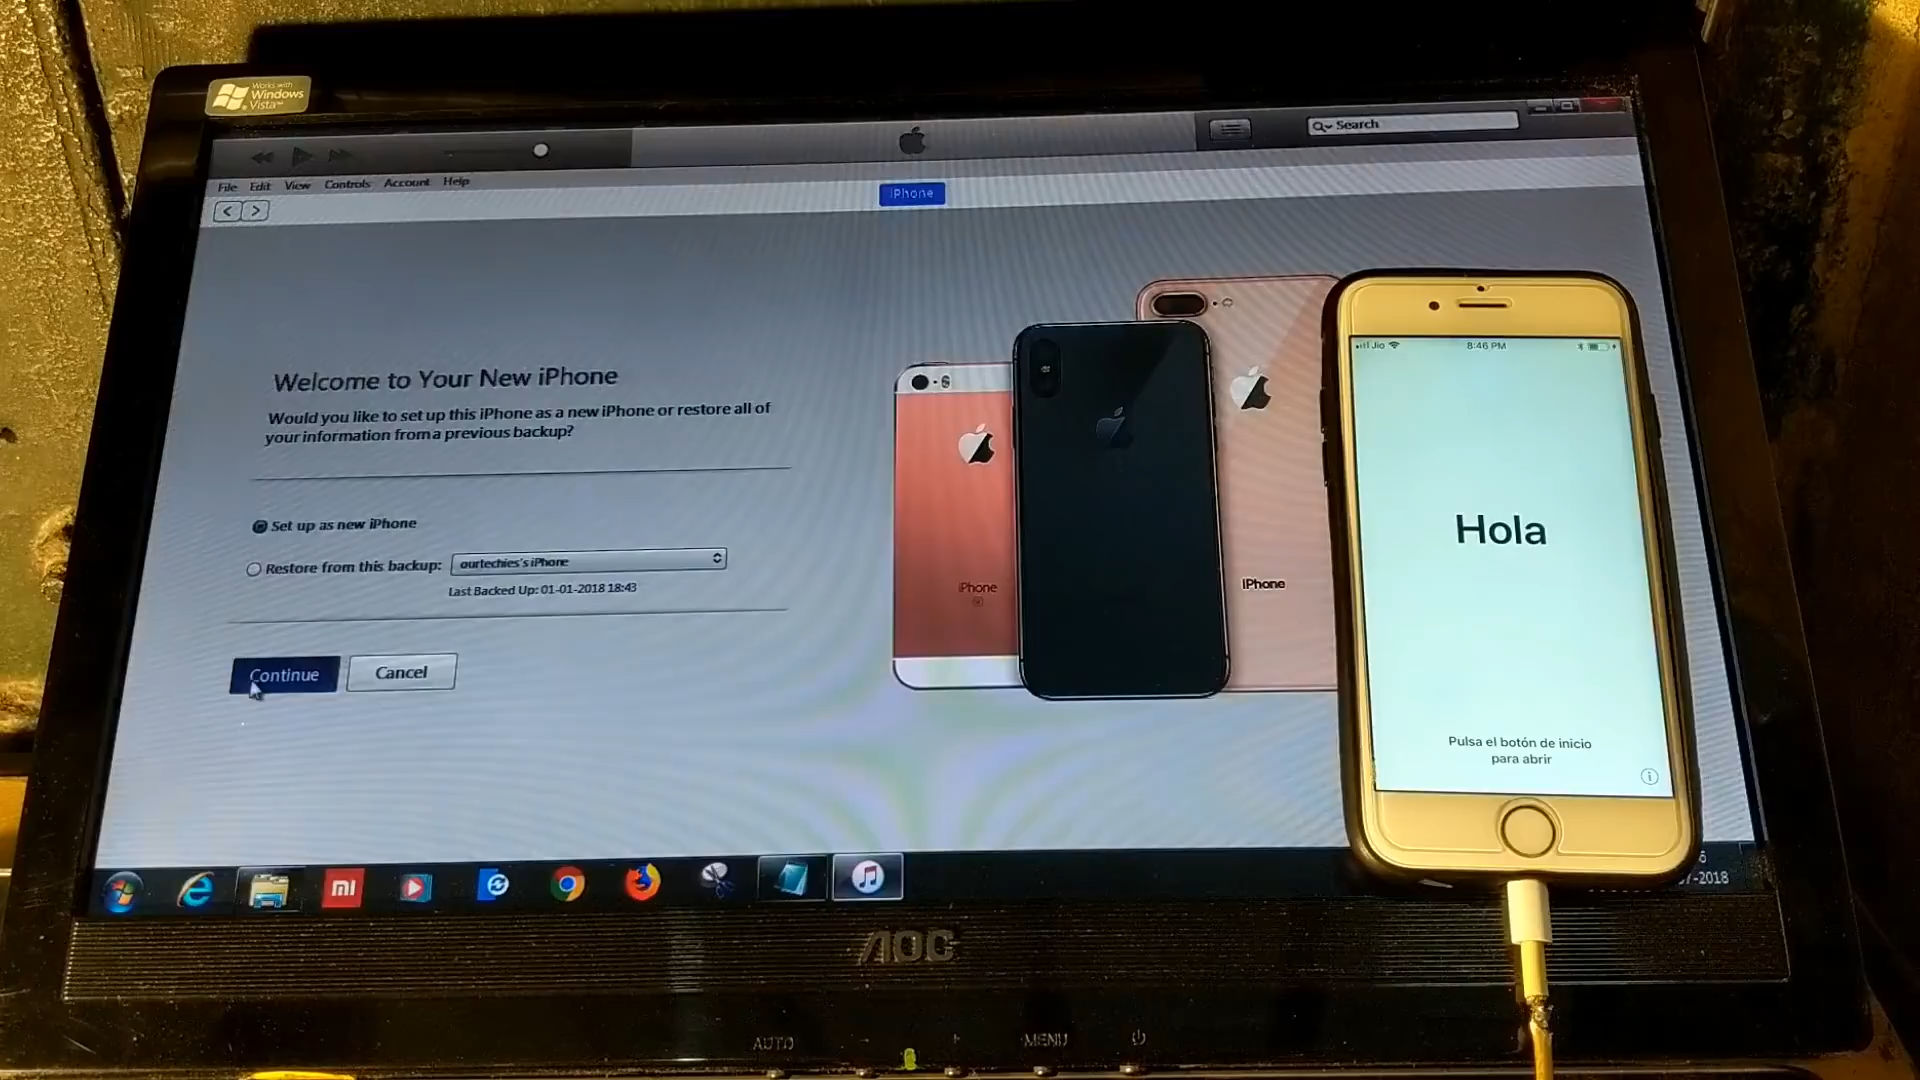 Works with
Windows
Vista™
Search
File Edit View Controls Account Help
iPhone
Welcome to Your New iPhone
Would you like to set up this iPhone as a new iPhone or restore all of
your information from a previous backup?
Set up as new iPhone
Restore from this backup: ourtechies's iPhone
Last Backed Up: 01-01-2018 18:43
Continue Cancel
iPhone
iPhone
Jio 8:46 PM
Hola
Pulsa el botón de inicio
para abrir
mi
-2018
AOC
AUTO - + MENU